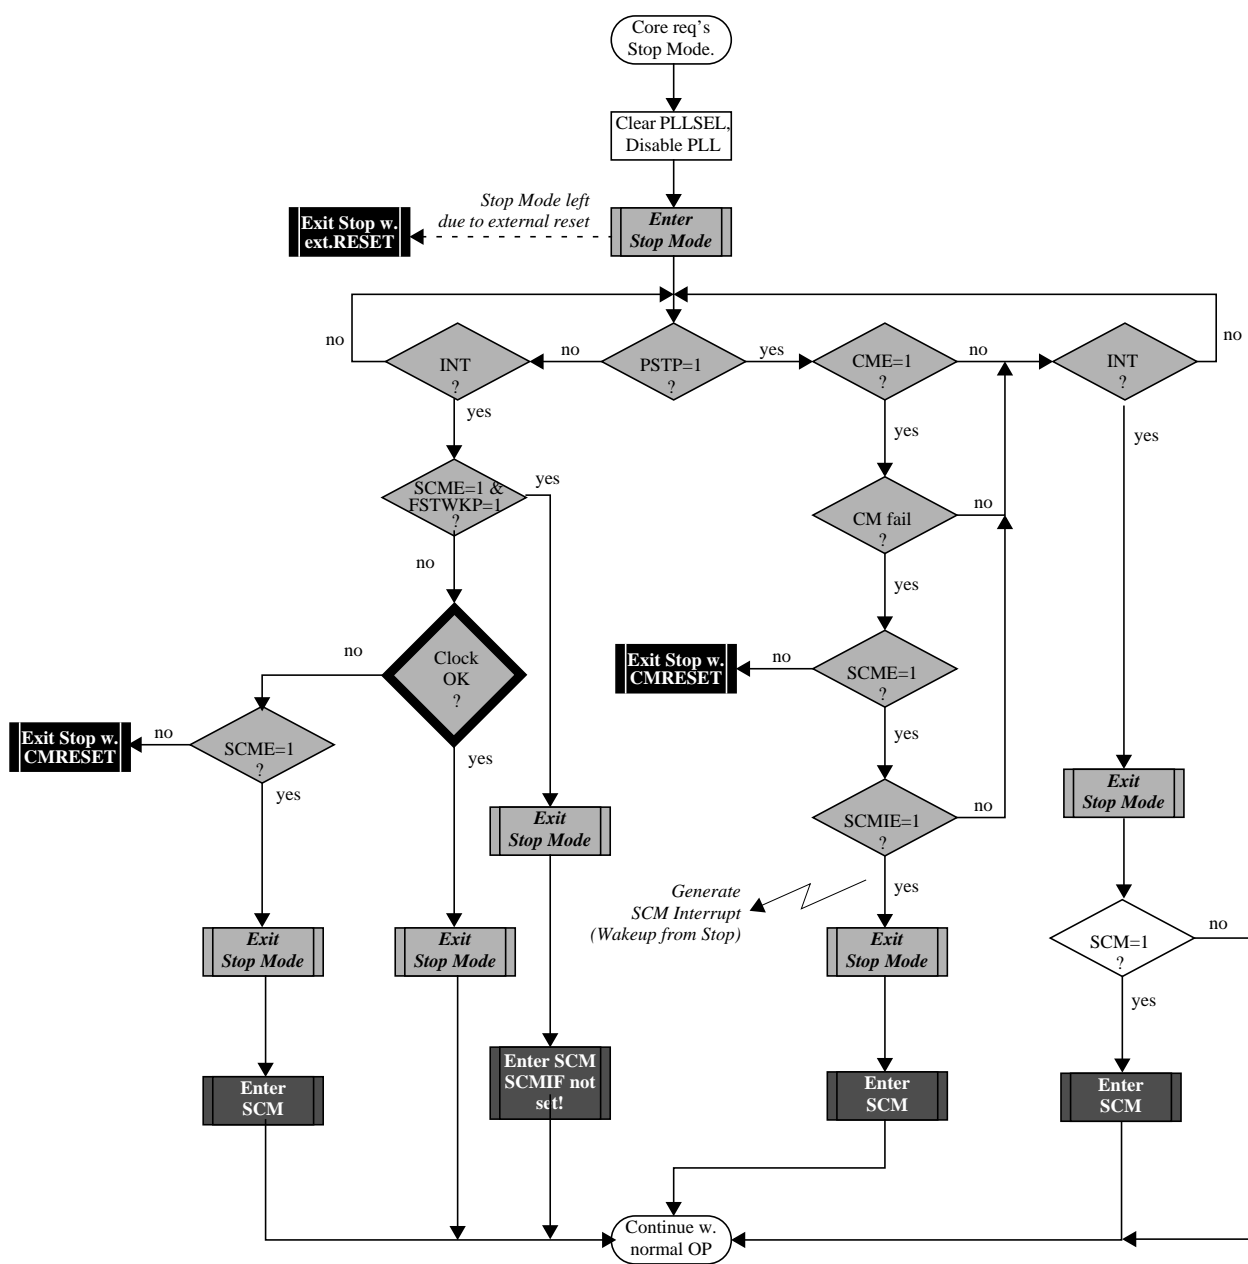 Core req's
Stop Mode.
Clear PLLSEL,
Disable PLL
Stop Mode left
due to external reset
Exit Stop w.
ext.RESET
Enter
Stop Mode
no
INT
?
no
PSTP=1
?
yes
CME=1
?
no
INT
?
no
yes
yes
yes
SCME=1 &
FSTWKP=1
?
yes
CM fail
?
no
no
yes
Clock
OK
?
no
Exit Stop w.
CMRESET
no
SCME=1
?
Exit Stop w.
CMRESET
no
SCME=1
?
yes
yes
yes
Exit
Stop Mode
Exit
Stop Mode
SCMIE=1
?
no
Generate
SCM Interrupt
(Wakeup from Stop)
yes
Exit
Stop Mode
Exit
Stop Mode
Exit
Stop Mode
SCM=1
?
no
yes
Enter SCM
SCMIF not
set!
Enter
SCM
Enter
SCM
Enter
SCM
Continue w.
normal OP